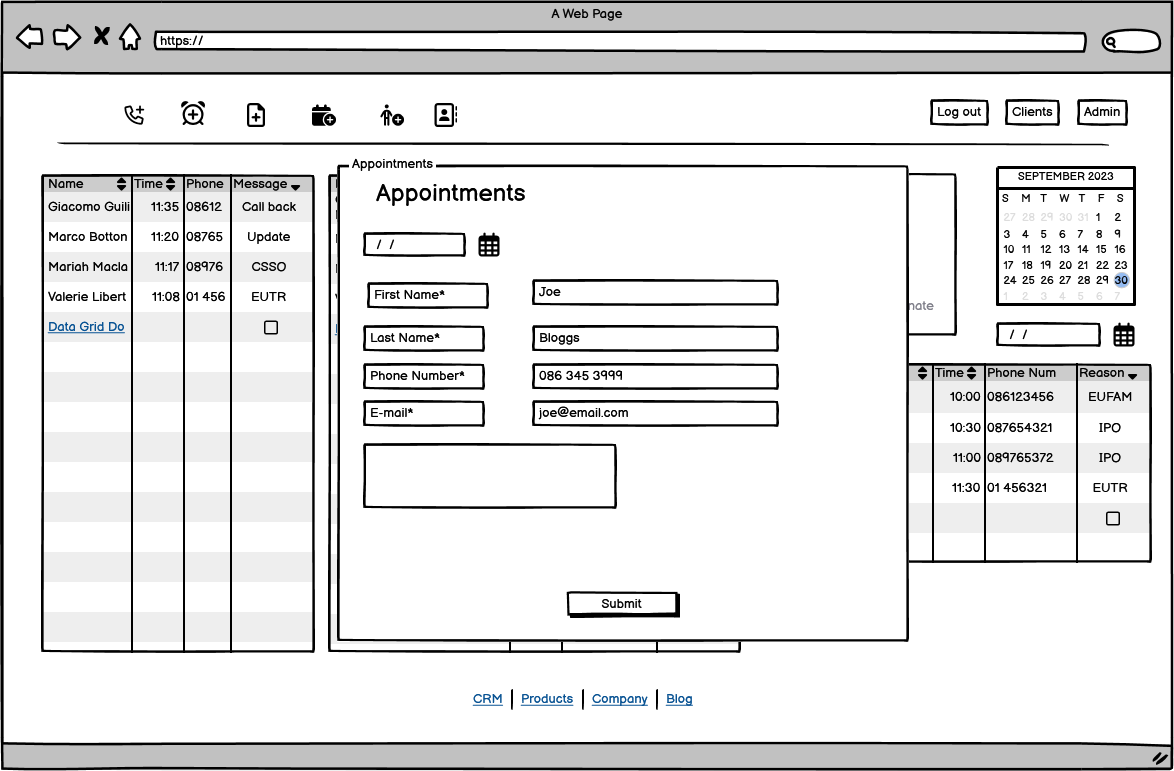 A Web Page
https://
Log out
Clients
Admin
Name Time Phone Message
Giacomo Guili 11:35 08612 Call back
Marco Botton 11:20 08765 Update
Mariah Macla 11:17 08976 CSSO
Valerie Libert 11:08 01 456 EUTR
Data Grid Do
Appointments
Appointments
/ /
First Name* Joe
Last Name* Bloggs
Phone Number* 086 345 3999
E-mail* joe@email.com
Submit
nate
SEPTEMBER 2023
S M T W T F S
27 28 29 30 31 1 2
3 4 5 6 7 8 9
10 11 12 13 14 15 16
17 18 19 20 21 22 23
24 25 26 27 28 29 30
1 2 3 4 5 6 7
/ /
Time Phone Num Reason
10:00 086123456 EUFAM
10:30 087654321 IPO
11:00 089765372 IPO
11:30 01 456321 EUTR
CRM Products Company Blog